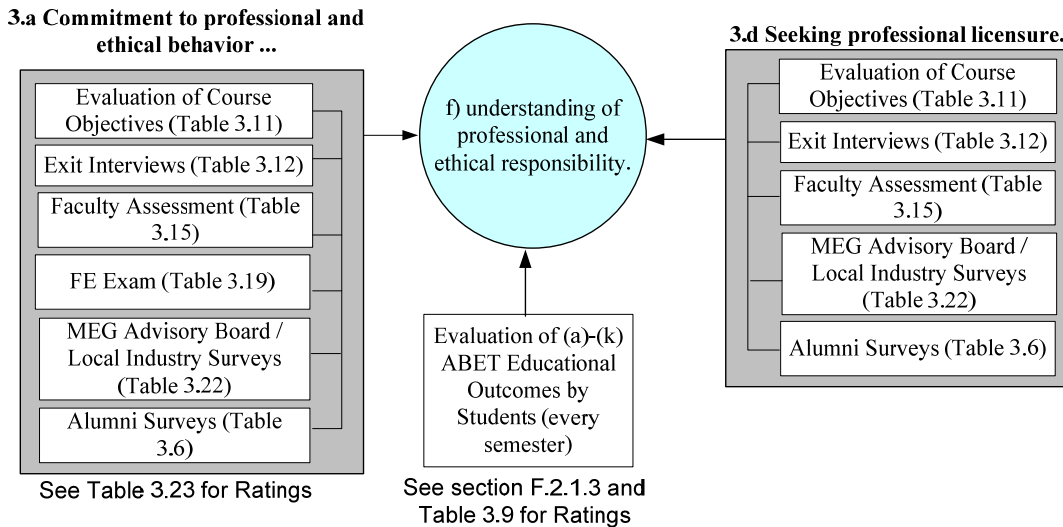 3.a Commitment to professional and
ethical behavior ...
Evaluation of Course
Objectives (Table 3.11)
Exit Interviews (Table 3.12)
Faculty Assessment (Table
3.15)
FE Exam (Table 3.19)
MEG Advisory Board /
Local Industry Surveys
(Table 3.22)
Alumni Surveys (Table
3.6)
See Table 3.23 for Ratings
f) understanding of
professional and
ethical responsibility.
Evaluation of (a)-(k)
ABET Educational
Outcomes by
Students (every
semester)
See section F.2.1.3 and
Table 3.9 for Ratings
3.d Seeking professional licensure.
Evaluation of Course
Objectives (Table 3.11)
Exit Interviews (Table 3.12)
Faculty Assessment (Table
3.15)
MEG Advisory Board /
Local Industry Surveys
(Table 3.22)
Alumni Surveys (Table 3.6)